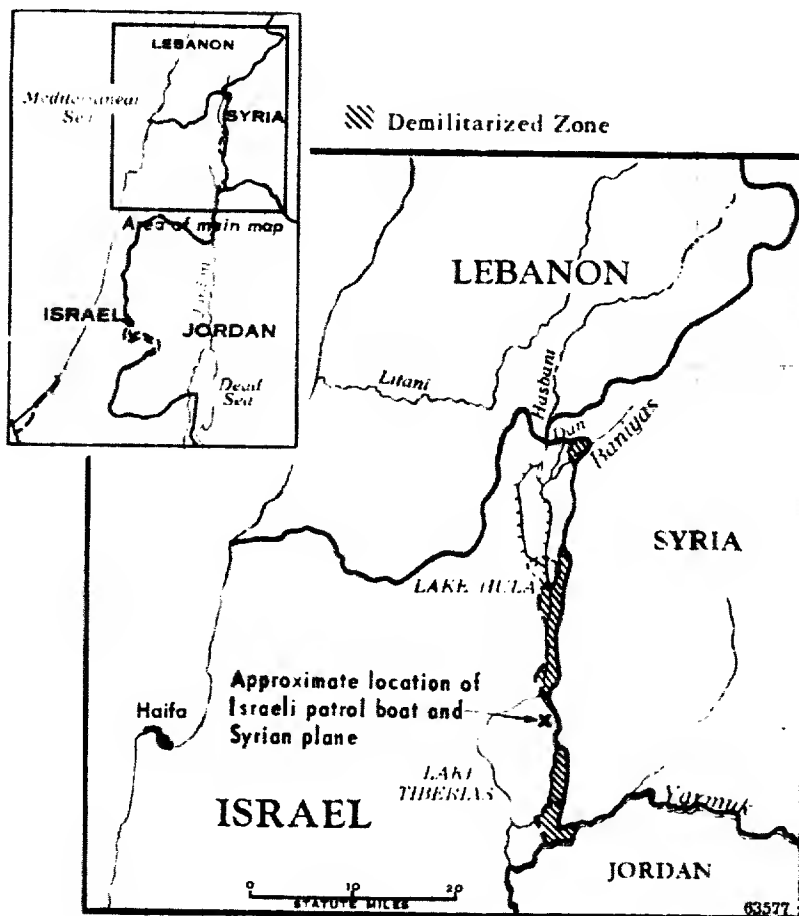 LEBANON
Mediterranean
Sea
SYRIA
Area of main map
ISRAEL
JORDAN
Dead
Sea
Demilitarized Zone
LEBANON
Litani
Hasbani
Dan
Baniyas
SYRIA
LAKE HULA
Approximate location of
Israeli patrol boat and
Syrian plane
Haifa
LAKE
TIBERIAS
ISRAEL
Yarmuk
JORDAN
0 10 20
STATUTE MILES
63577